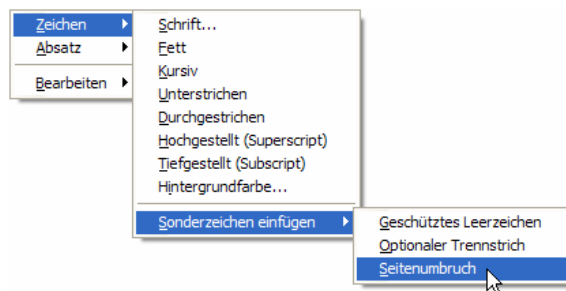 Zeichen
Absatz
Bearbeiten
Schrift...
Fett
Kursiv
Unterstrichen
Durchgestrichen
Hochgestellt (Superscript)
Tiefgestellt (Subscript)
Hintergrundfarbe...
Sonderzeichen einfügen
Geschütztes Leerzeichen
Optionaler Trennstrich
Seitenumbruch